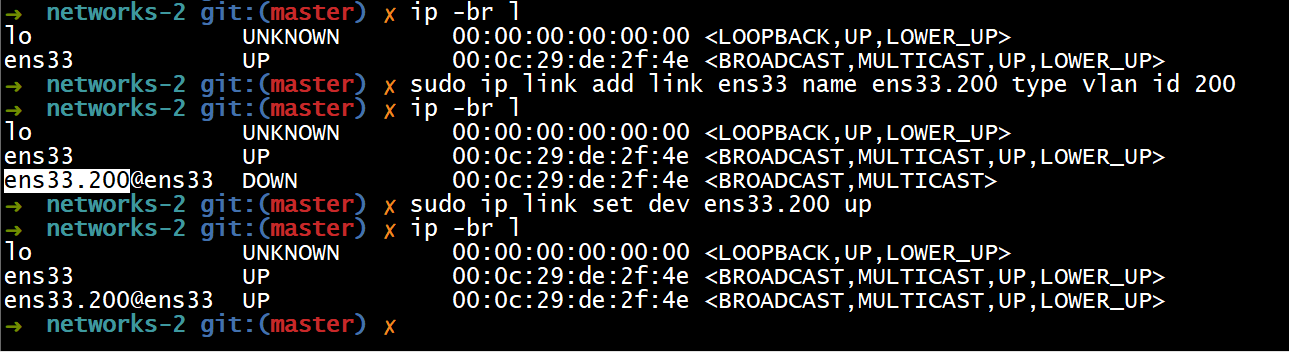 → networks-2 git:(master) ✗ ip -br l
lo UNKNOWN 00:00:00:00:00:00 <LOOPBACK,UP,LOWER_UP>
ens33 UP 00:0c:29:de:2f:4e <BROADCAST,MULTICAST,UP,LOWER_UP>
→ networks-2 git:(master) ✗ sudo ip link add link ens33 name ens33.200 type vlan id 200
→ networks-2 git:(master) ✗ ip -br l
lo UNKNOWN 00:00:00:00:00:00 <LOOPBACK,UP,LOWER_UP>
ens33 UP 00:0c:29:de:2f:4e <BROADCAST,MULTICAST,UP,LOWER_UP>
ens33.200@ens33 DOWN 00:0c:29:de:2f:4e <BROADCAST,MULTICAST>
→ networks-2 git:(master) ✗ sudo ip link set dev ens33.200 up
→ networks-2 git:(master) ✗ ip -br l
lo UNKNOWN 00:00:00:00:00:00 <LOOPBACK,UP,LOWER_UP>
ens33 UP 00:0c:29:de:2f:4e <BROADCAST,MULTICAST,UP,LOWER_UP>
ens33.200@ens33 UP 00:0c:29:de:2f:4e <BROADCAST,MULTICAST,UP,LOWER_UP>
→ networks-2 git:(master) ✗